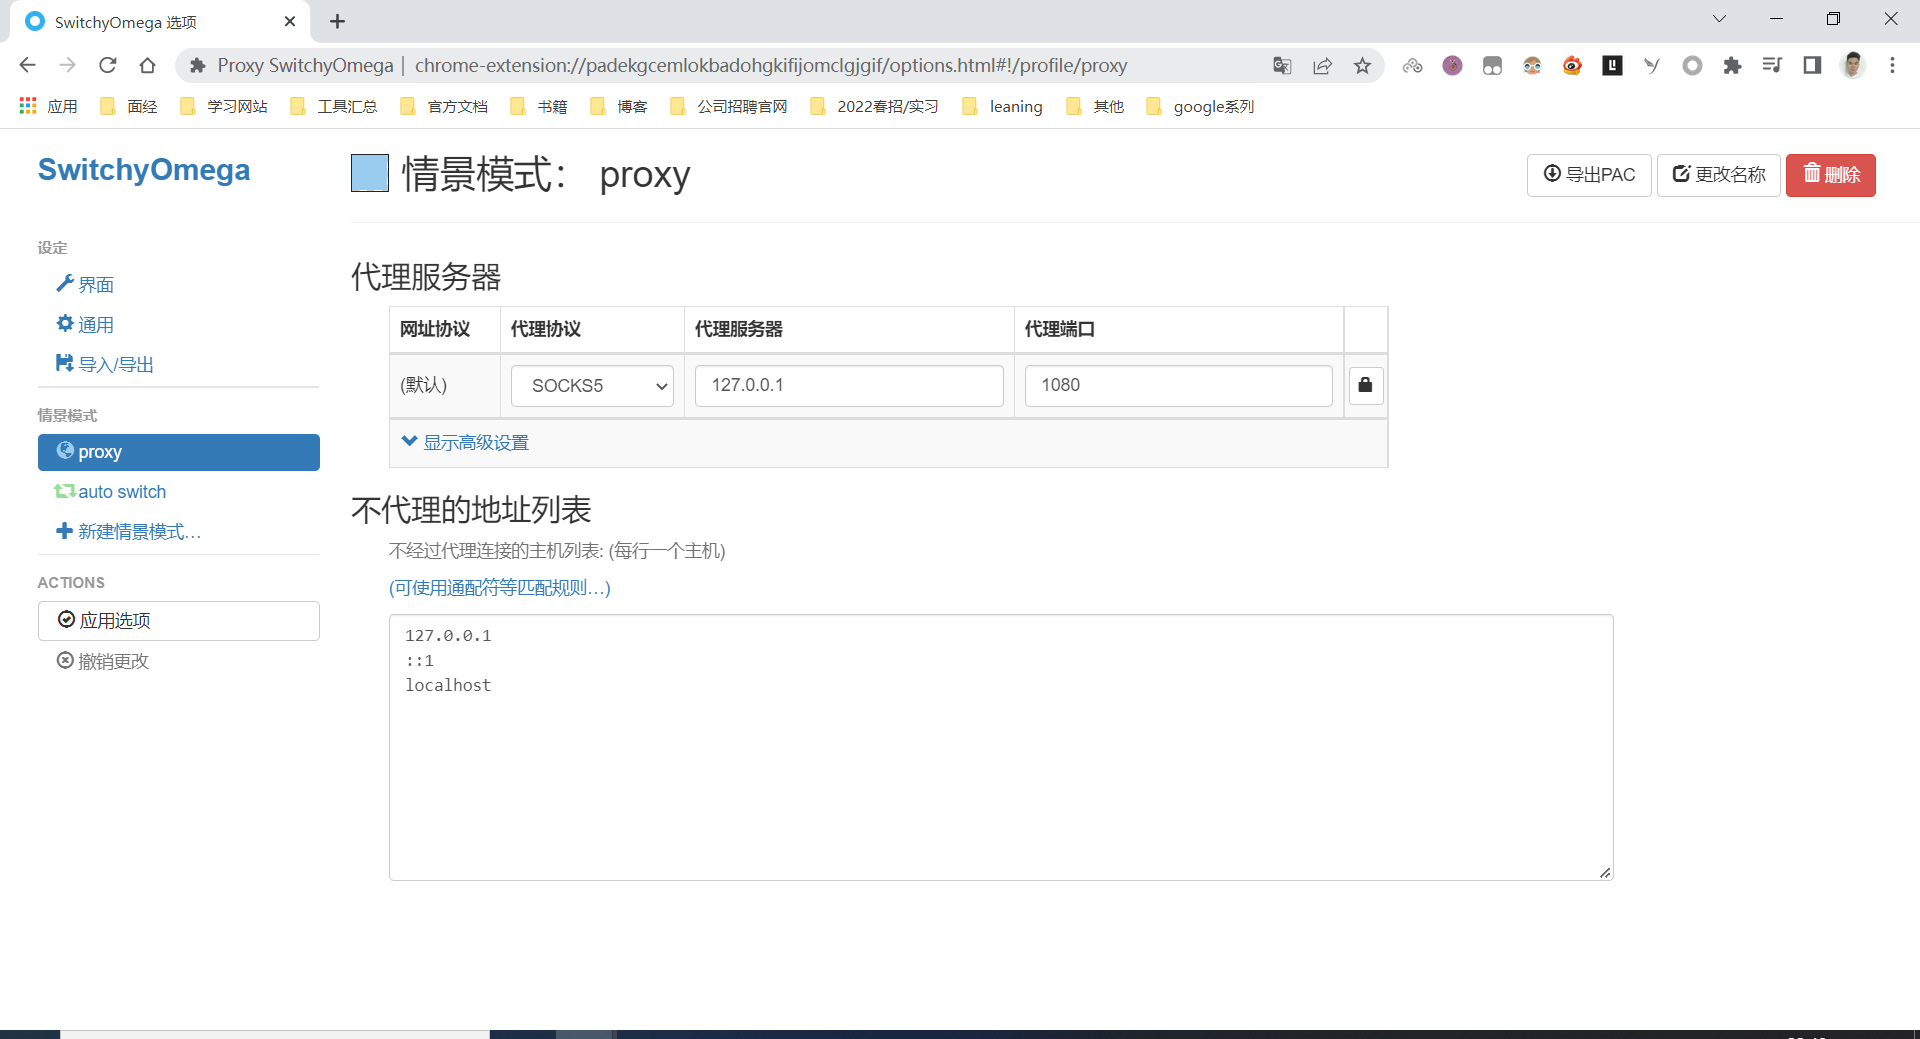 SwitchyOmega 选项
Proxy SwitchyOmega | chrome-extension://padekgcemlokbadohgkifijomclgjgif/options.html#!/profile/proxy
应用 面经 学习网站 工具汇总 官方文档 书籍 博客 公司招聘官网 2022春招/实习 leaning 其他 google系列
SwitchyOmega
设定
界面
通用
导入/导出
情景模式
proxy
auto switch
新建情景模式…
ACTIONS
应用选项
撤销更改
情景模式： proxy
导出PAC 更改名称 删除
代理服务器
网址协议 代理协议 代理服务器 代理端口
(默认) SOCKS5 127.0.0.1 1080
显示高级设置
不代理的地址列表
不经过代理连接的主机列表: (每行一个主机)
(可使用通配符等匹配规则…)
127.0.0.1
::1
localhost